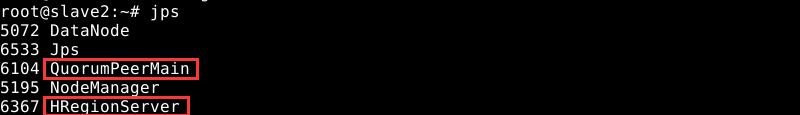 root@slave2:~# jps
5072 DataNode
6533 Jps
6104 QuorumPeerMain
5195 NodeManager
6367 HRegionServer